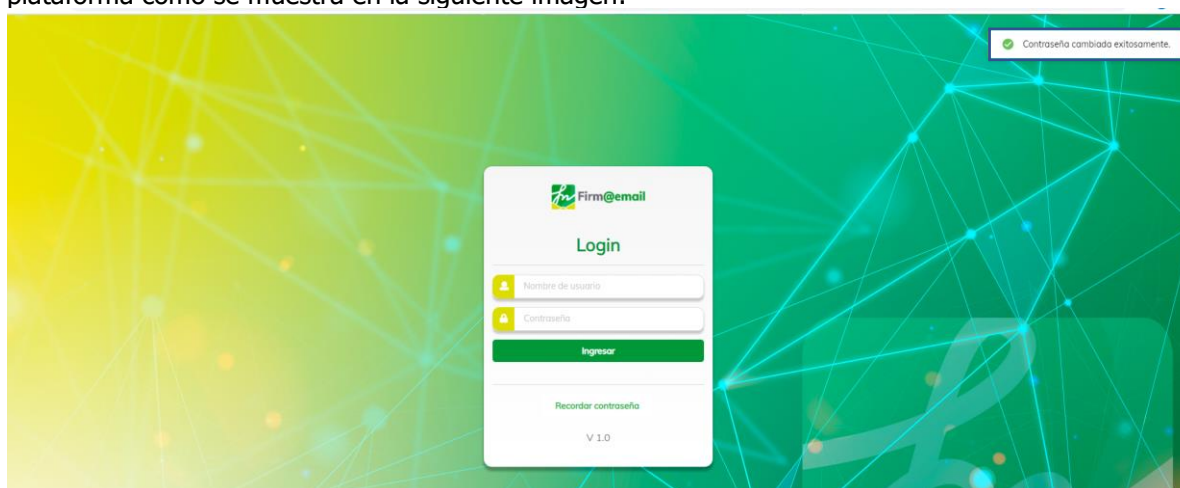 plataforma como se muestra en la siguiente imagen:
Contraseña cambiada exitosamente.
Firm@email
Login
Nombre de usuario
Contraseña
Ingresar
Recordar contraseña
V 1.0